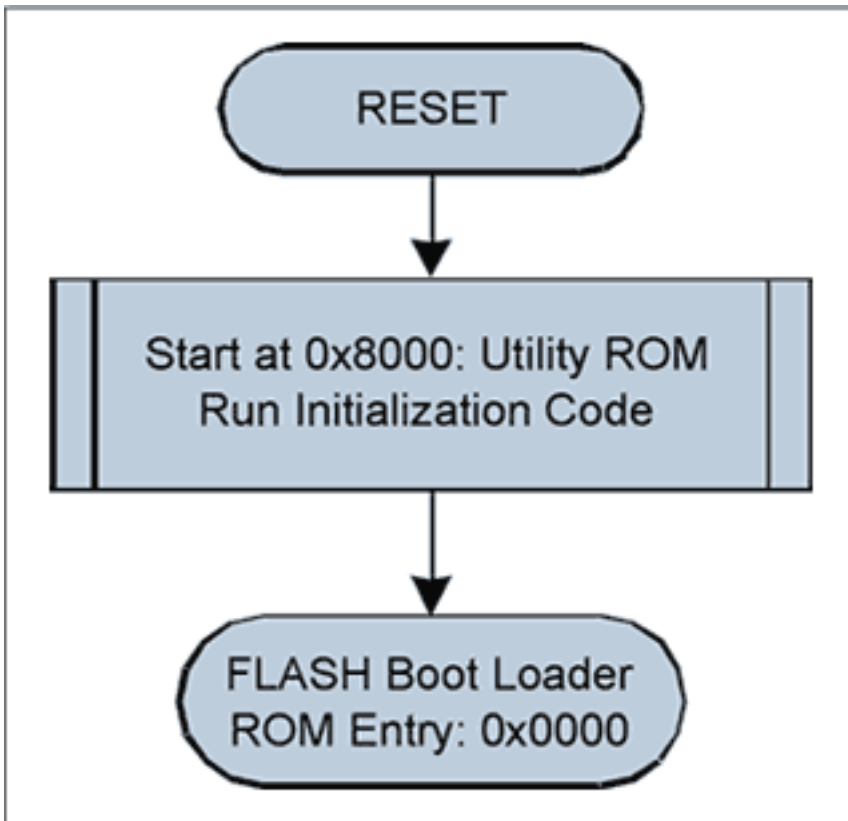 RESET
Start at 0x8000: Utility ROM
Run Initialization Code
FLASH Boot Loader
ROM Entry: 0x0000